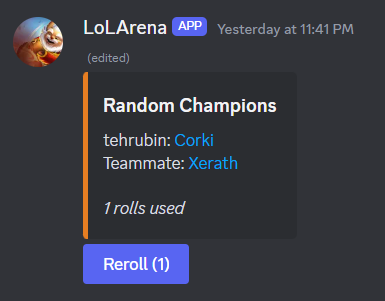 LoLArena APP Yesterday at 11:41 PM
(edited)
Random Champions
tehrubin: Corki
Teammate: Xerath
1 rolls used
Reroll (1)